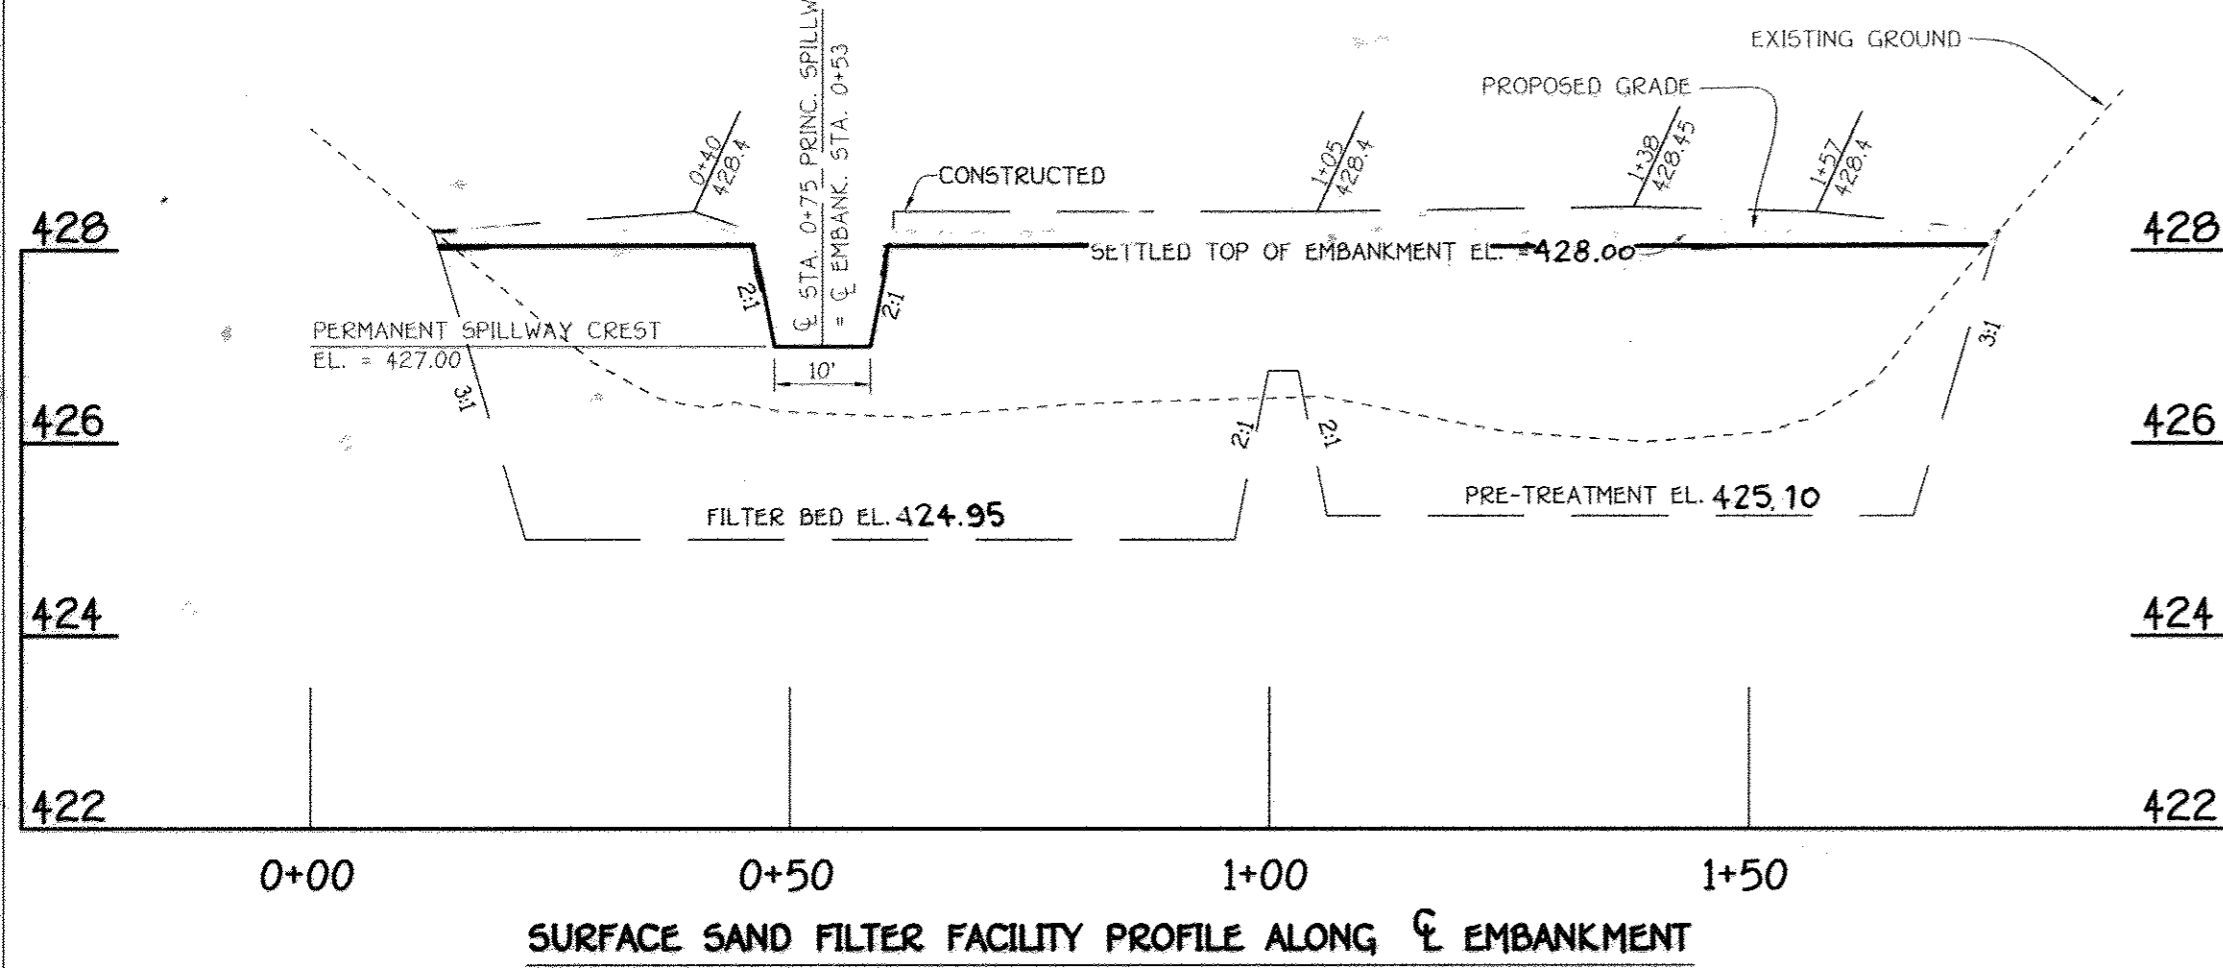 EXISTING GROUND
PROPOSED GRADE
℄ STA. 0+75 PRINC.
= ℄ EMBANK. STA. 0+53
0+40
428.4
CONSTRUCTED
1+05
428.4
1+38
428.45
1+57
428.4
428
428
SETTLED TOP OF EMBANKMENT EL. =428.00
2:1
2:1
PERMANENT SPILLWAY CREST
EL. = 427.00
10'
3:1
3:1
426
426
2:1
2:1
FILTER BED EL. 424.95
PRE-TREATMENT EL. 425.10
424
424
422
422
0+00
0+50
1+00
1+50
SURFACE SAND FILTER FACILITY PROFILE ALONG ℄ EMBANKMENT